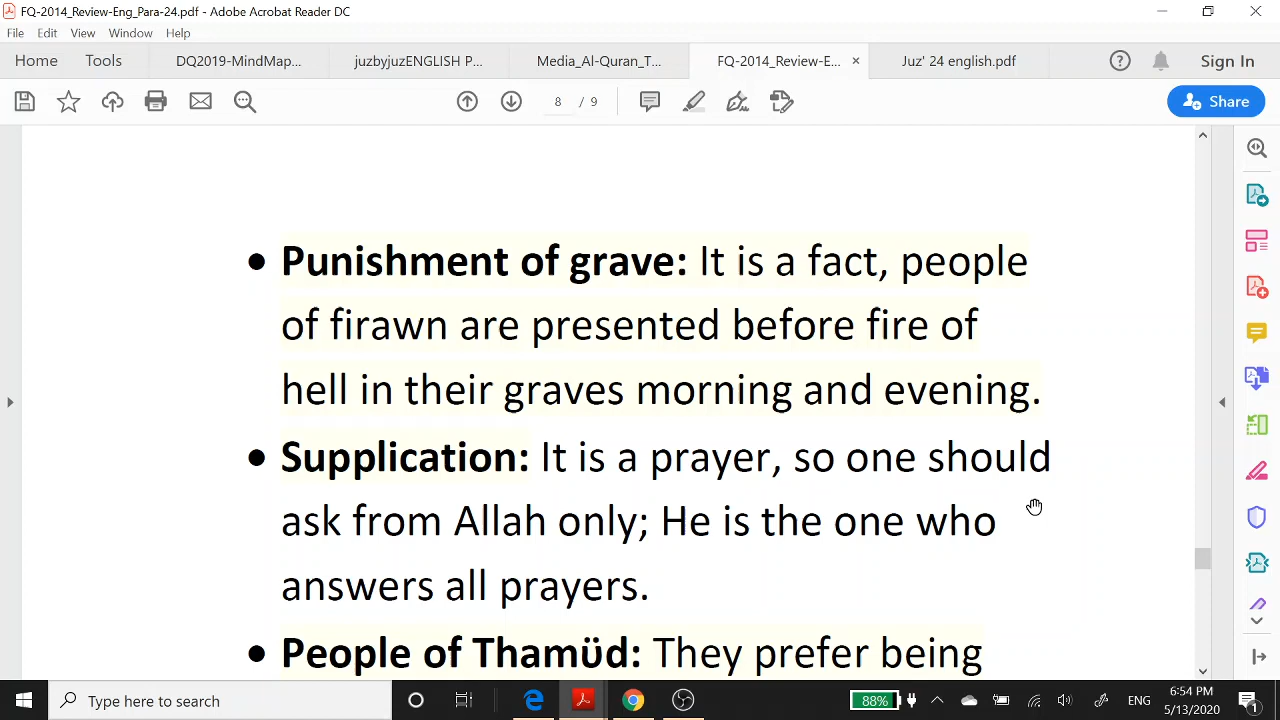 FQ-2014_Review-Eng_Para-24.pdf - Adobe Acrobat Reader DC
File Edit View Window Help
Home Tools DQ2019-MindMap... juzbyjuzENGLISH P... Media_Al-Quran_T... FQ-2014_Review-E... × Juz' 24 english.pdf Sign In
8 / 9 Share
• Punishment of grave: It is a fact, people
of firawn are presented before fire of
hell in their graves morning and evening.
• Supplication: It is a prayer, so one should
ask from Allah only; He is the one who
answers all prayers.
• People of Thamüd: They prefer being
Type here to search 88% ENG 6:54 PM
5/13/2020 1